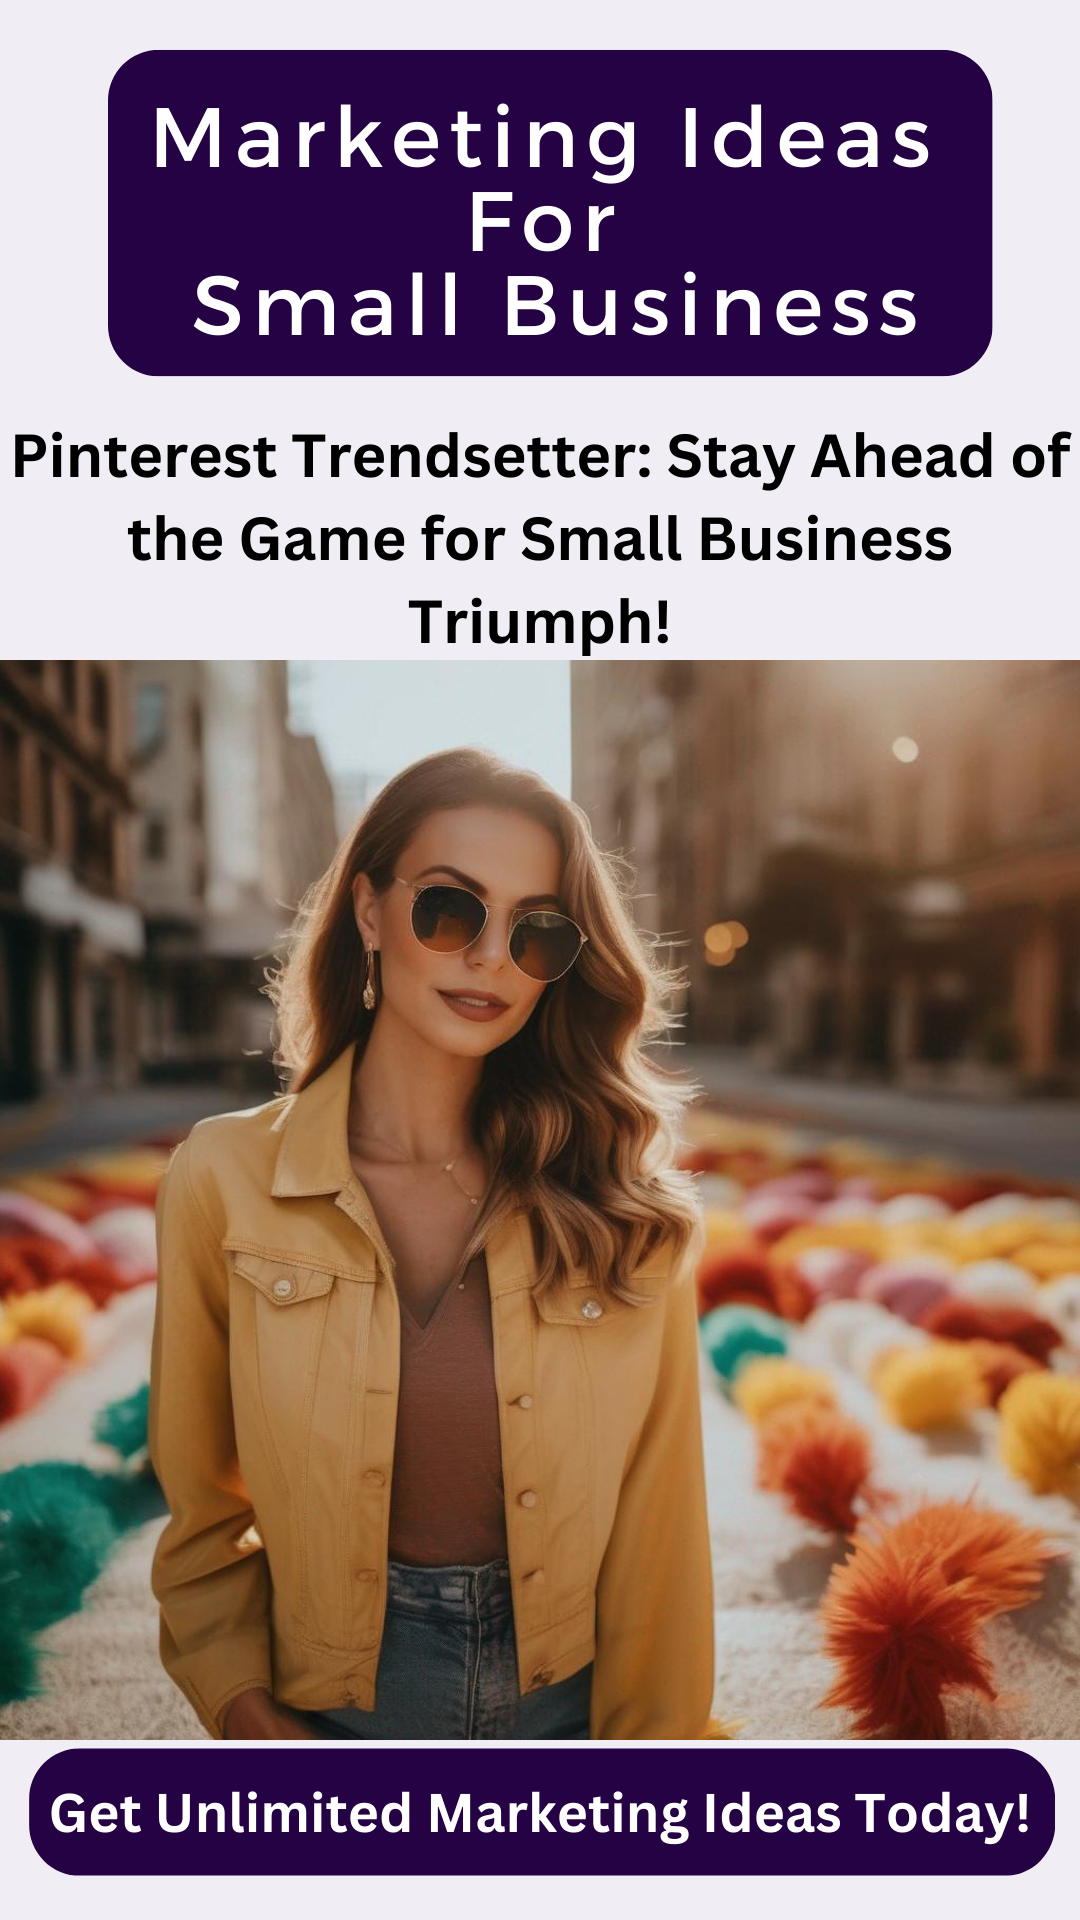 Marketing Ideas
For
Small Business
Pinterest Trendsetter: Stay Ahead of
the Game for Small Business
Triumph!
Get Unlimited Marketing Ideas Today!